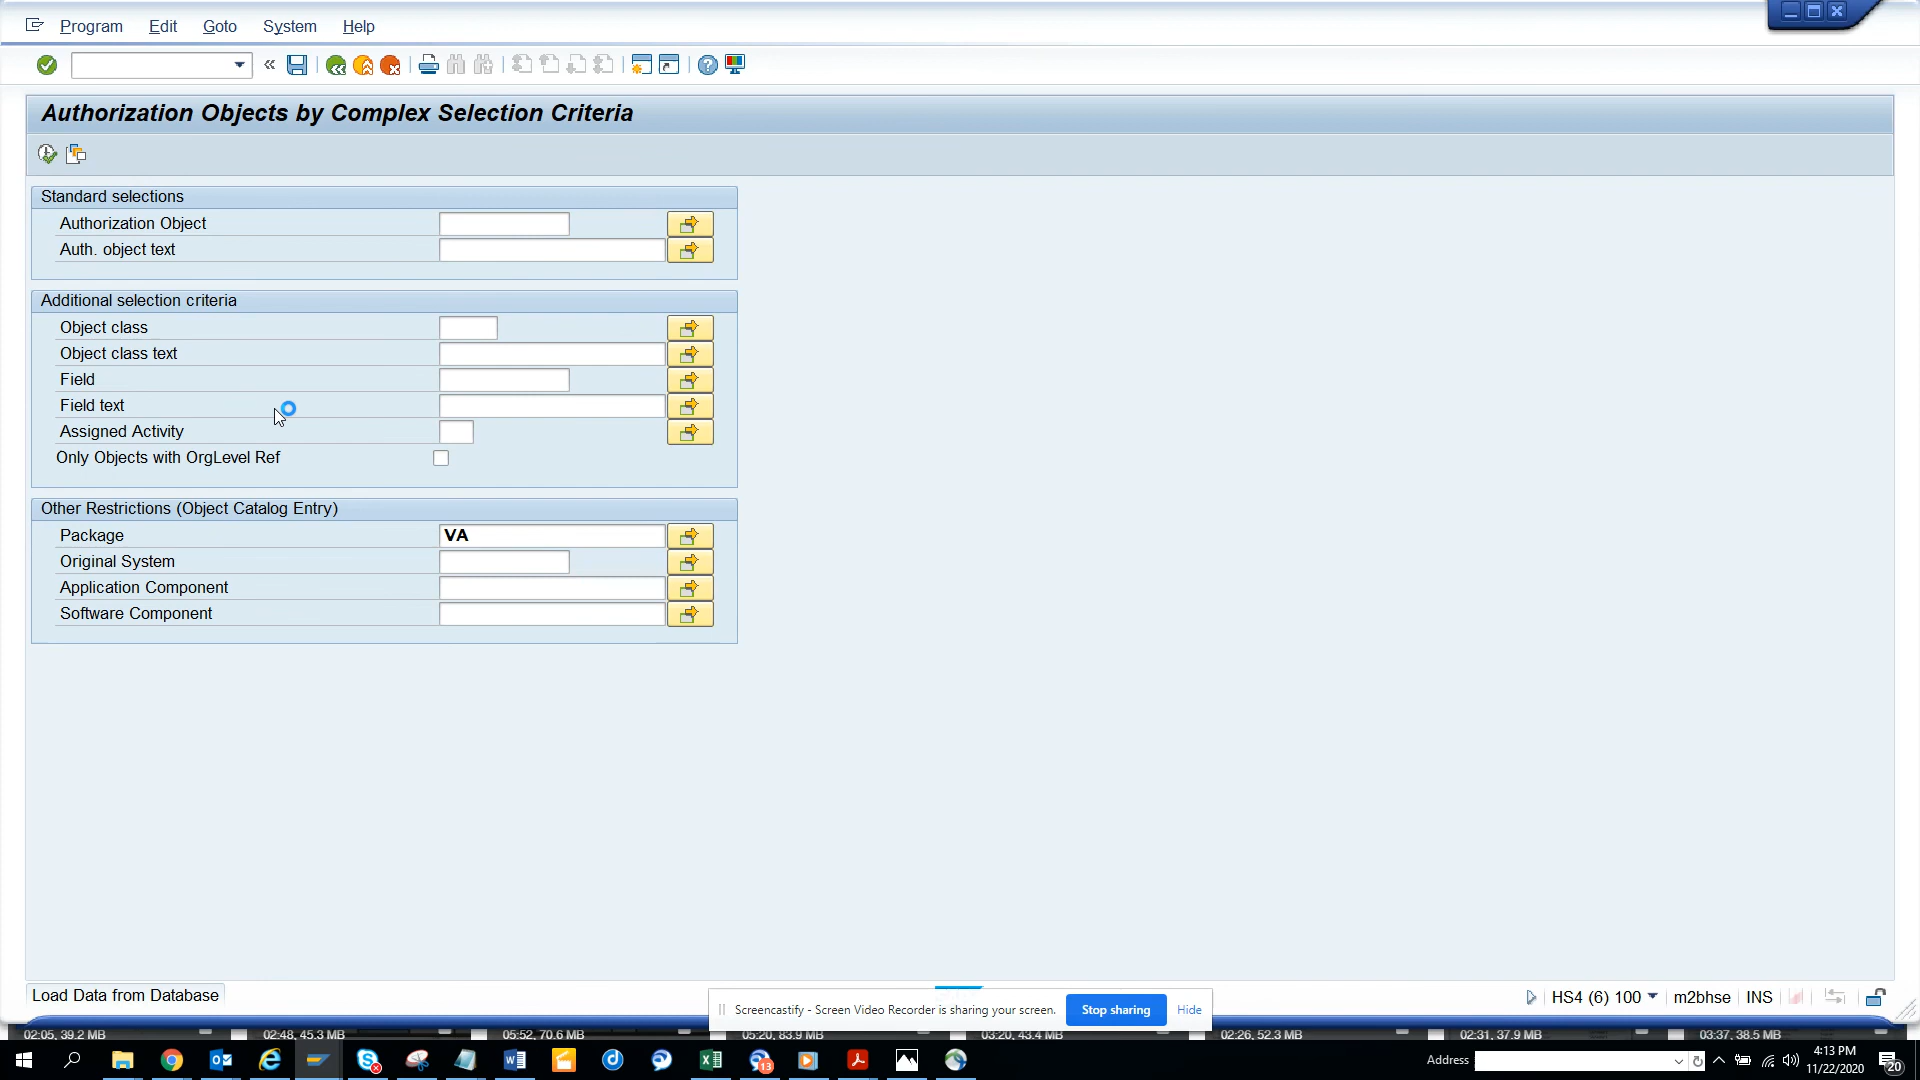 Program Edit Goto System Help
Authorization Objects by Complex Selection Criteria
Standard selections
Authorization Object
Auth. object text
Additional selection criteria
Object class
Object class text
Field
Field text
Assigned Activity
Only Objects with OrgLevel Ref
Other Restrictions (Object Catalog Entry)
Package VA
Original System
Application Component
Software Component
Load Data from Database
Screencastify - Screen Video Recorder is sharing your screen. Stop sharing Hide
HS4 (6) 100 m2bhse INS
02:05, 39.2 MB 02:48, 45.3 MB 05:52, 70.6 MB 05:20, 83.9 MB 03:20, 43.4 MB 02:26, 52.3 MB 02:31, 37.9 MB 03:37, 38.5 MB
13
Address
4:13 PM
11/22/2020
20